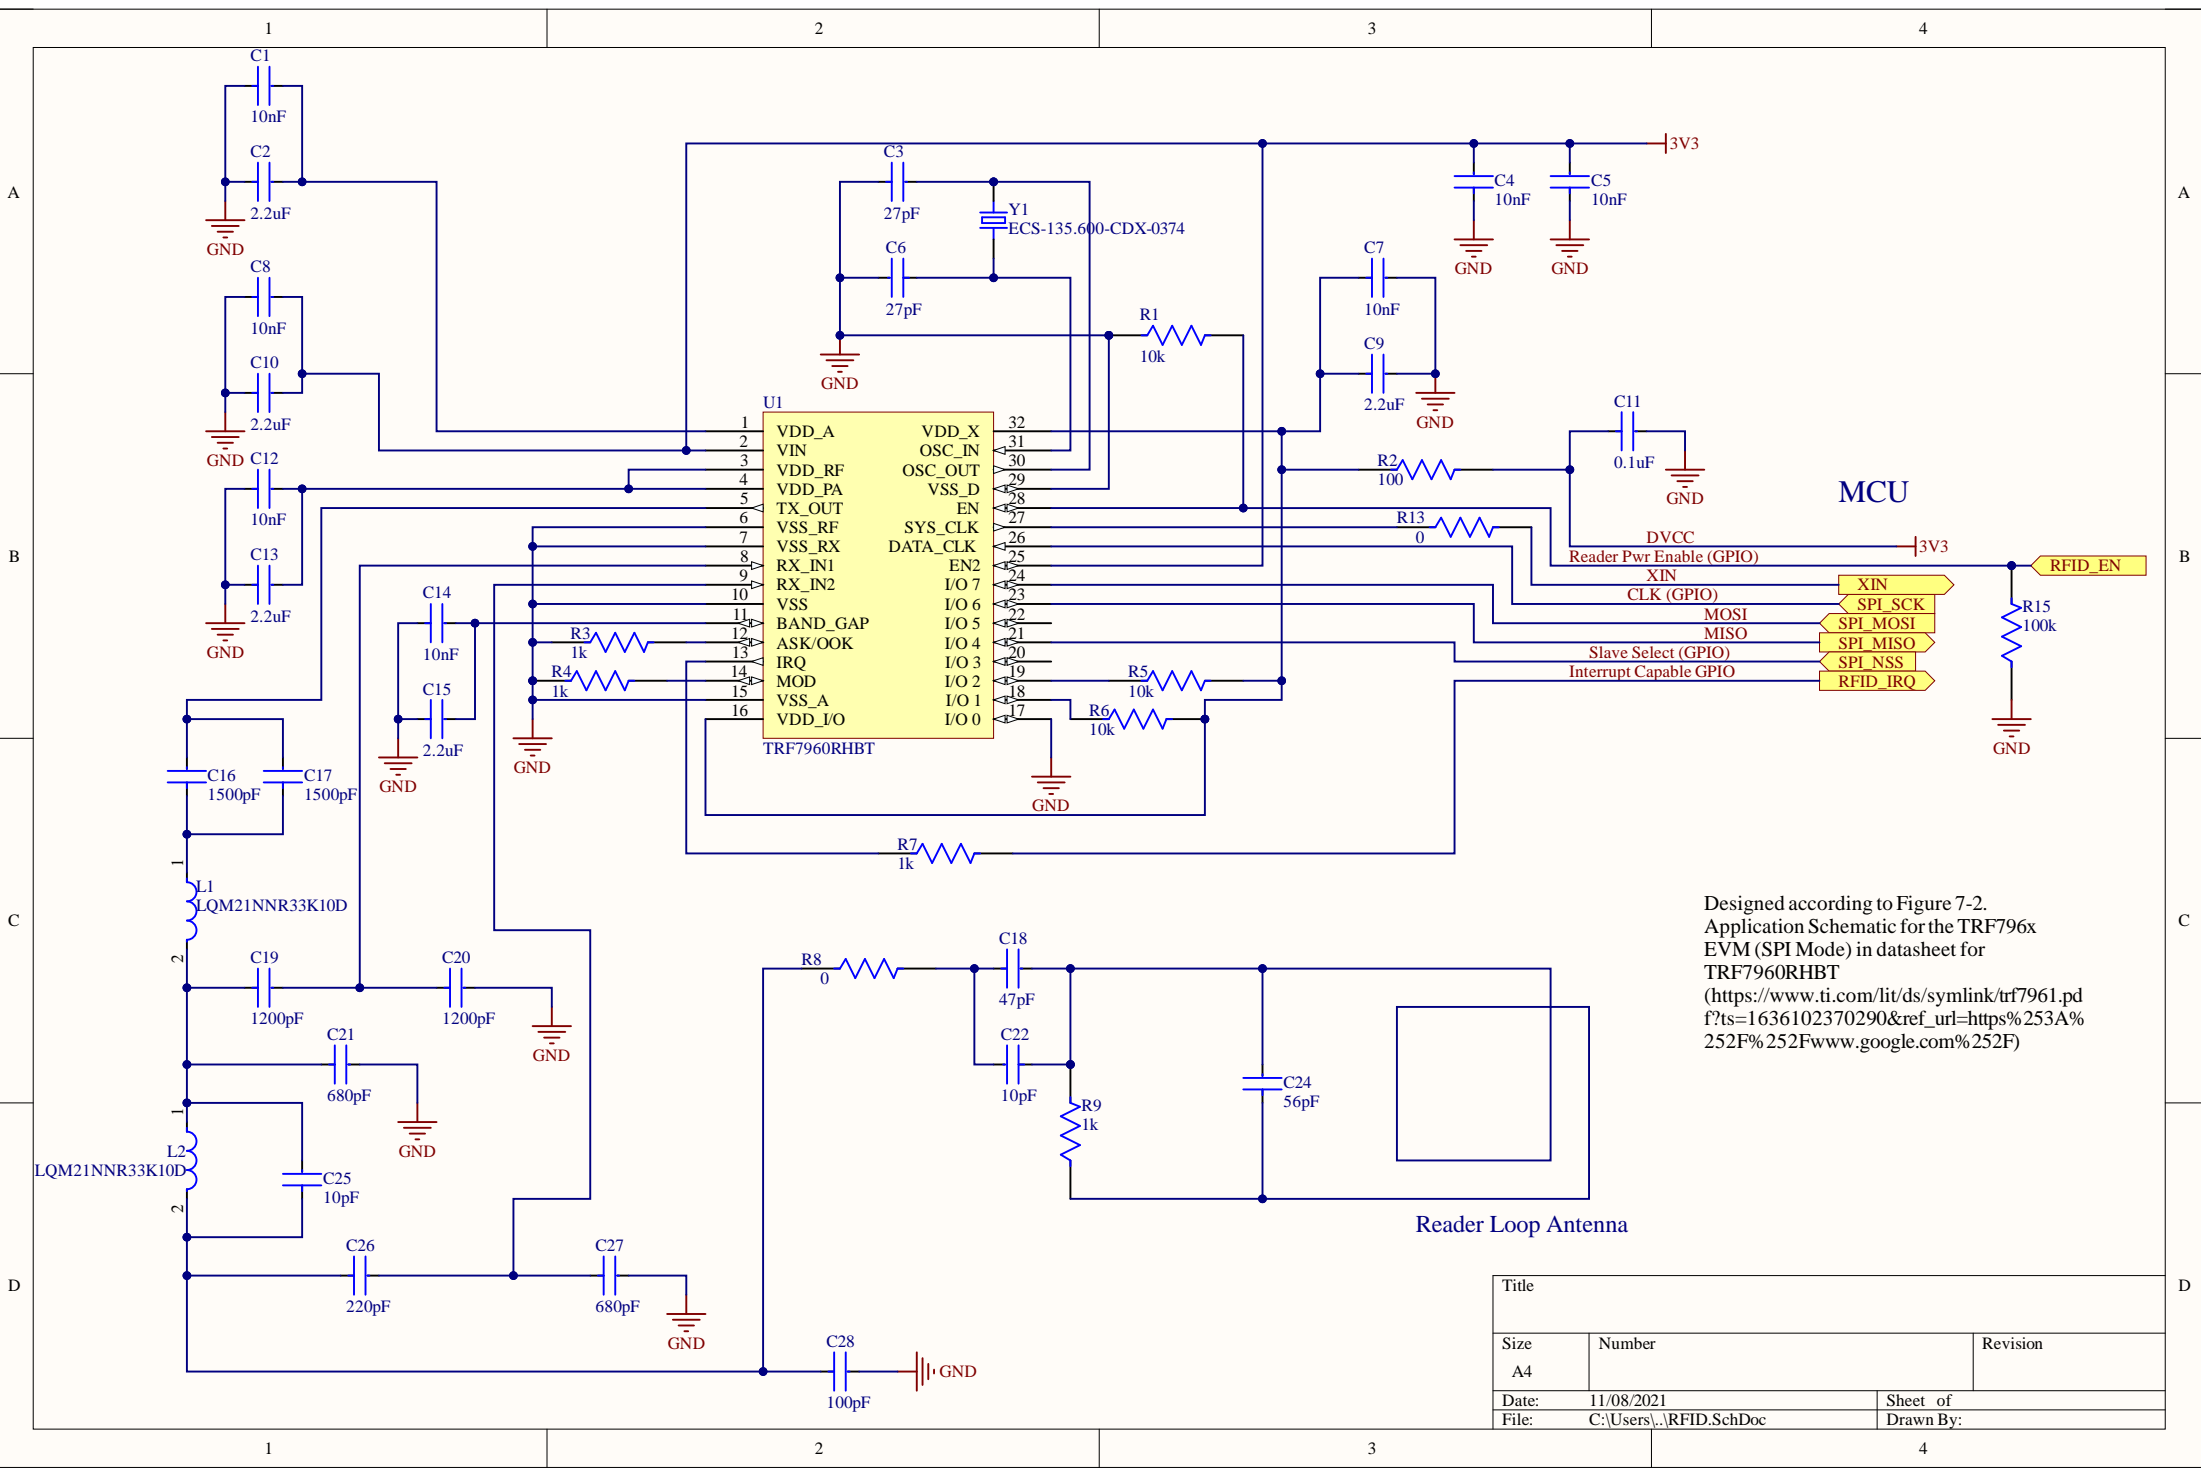 1 2 3 4
A A
B B
C C
D D
1 2 3 4
C1
10nF
C2
2.2uF
GND
C8
10nF
C10
2.2uF
GND
C12
10nF
C13
2.2uF
GND
C3
27pF
Y1
ECS-135.600-CDX-0374
C6
27pF
GND
R1
10k
3V3
C4
10nF
GND
C5
10nF
GND
C7
10nF
C9
2.2uF
GND
C11
0.1uF
GND
R2
100
MCU
U1
1 VDD_A VDD_X 32
2 VIN OSC_IN 31
3 VDD_RF OSC_OUT 30
4 VDD_PA VSS_D 29
5 TX_OUT EN 28
6 VSS_RF SYS_CLK 27
7 VSS_RX DATA_CLK 26
8 RX_IN1 EN2 25
9 RX_IN2 I/O 7 24
10 VSS I/O 6 23
11 BAND_GAP I/O 5 22
12 ASK/OOK I/O 4 21
13 IRQ I/O 3 20
14 MOD I/O 2 19
15 VSS_A I/O 1 18
16 VDD_I/O I/O 0 17
TRF7960RHBT
R13
0
DVCC
3V3
Reader Pwr Enable (GPIO)
RFID_EN
XIN
XIN
CLK (GPIO)
SPI_SCK
MOSI
SPI_MOSI
MISO
SPI_MISO
Slave Select (GPIO)
SPI_NSS
Interrupt Capable GPIO
RFID_IRQ
R15
100k
GND
C14
10nF
C15
2.2uF
GND
R3
1k
R4
1k
GND
R5
10k
R6
10k
GND
R7
1k
C16
1500pF
C17
1500pF
1
L1
LQM21NNR33K10D
2
C19
1200pF
C20
1200pF
GND
C21
680pF
GND
1
L2
LQM21NNR33K10D
2
C25
10pF
C26
220pF
C27
680pF
GND
C28
100pF
GND
R8
0
C18
47pF
C22
10pF
R9
1k
C24
56pF
Reader Loop Antenna
Designed according to Figure 7-2.
Application Schematic for the TRF796x
EVM (SPI Mode) in datasheet for
TRF7960RHBT
(https://www.ti.com/lit/ds/symlink/trf7961.pd
f?ts=1636102370290&ref_url=https%253A%
252F%252Fwww.google.com%252F)
Title
Size Number Revision
A4
Date: 11/08/2021 Sheet of
File: C:\Users\..\RFID.SchDoc Drawn By: